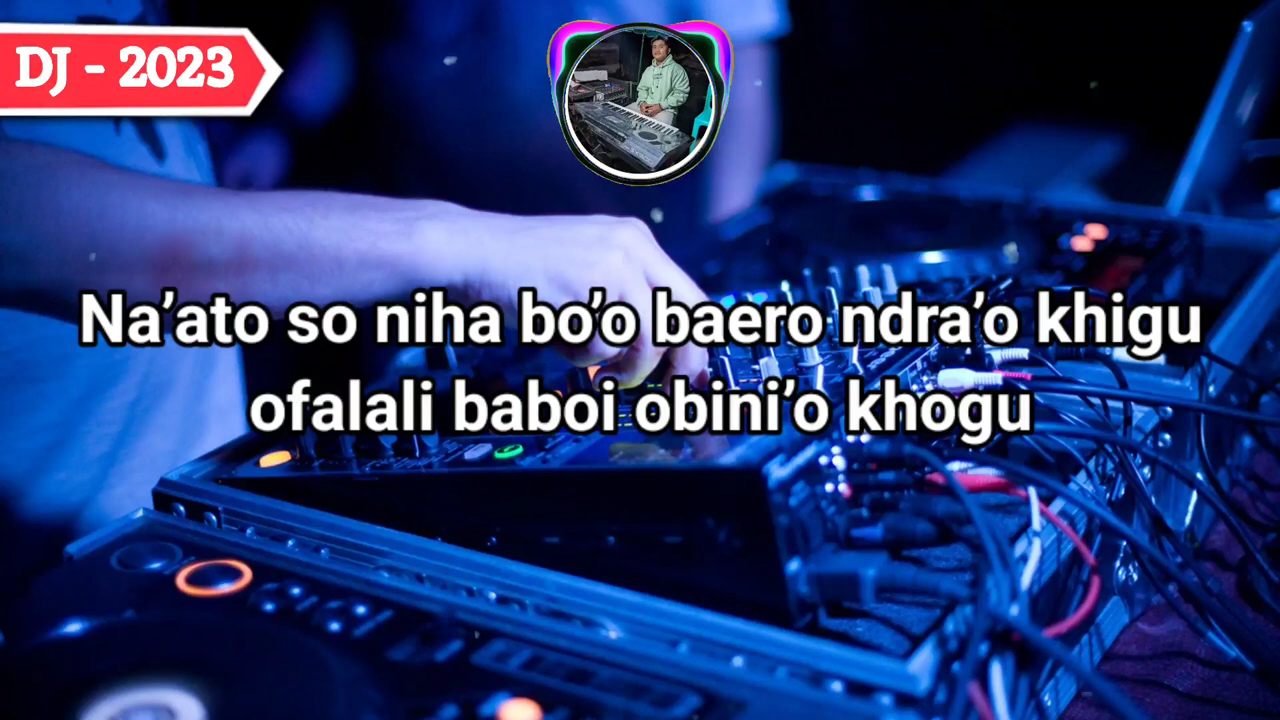 DJ - 2023
Na’ato so niha bo’o baero ndra’o khigu
ofalali baboi obini’o khogu